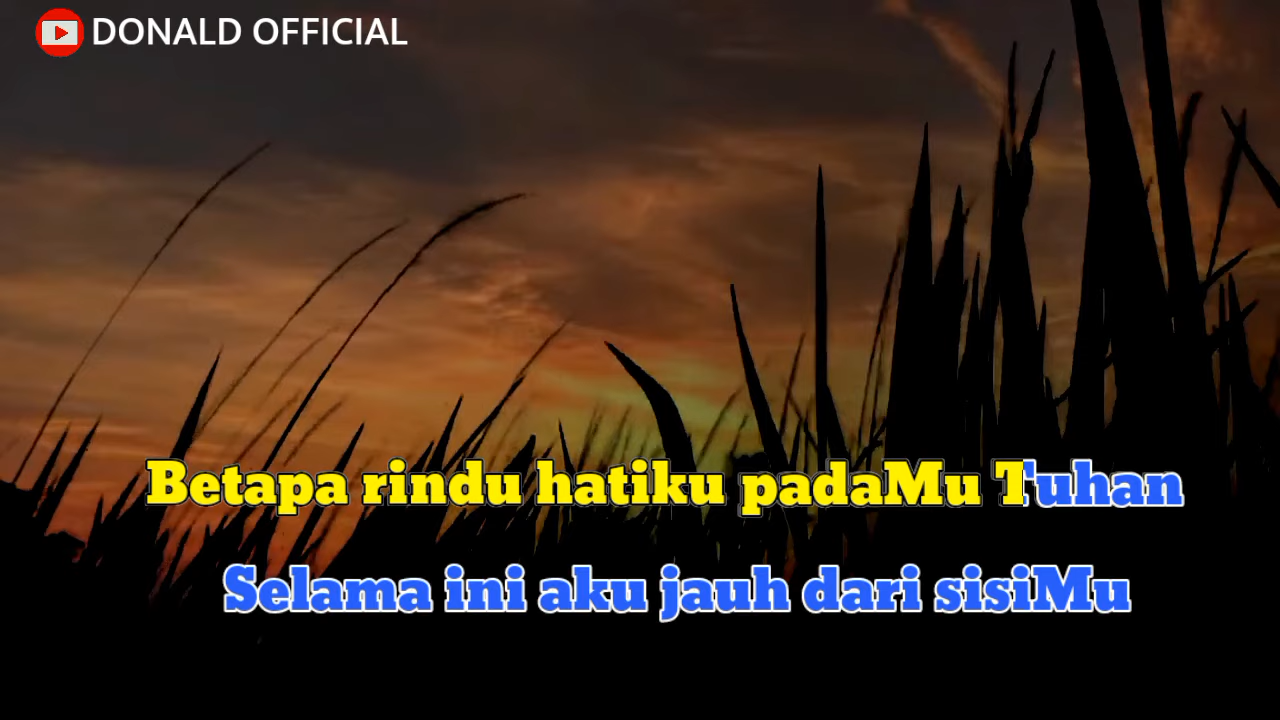 DONALD OFFICIAL
Betapa rindu hatiku padaMu Tuhan
Selama ini aku jauh dari sisiMu